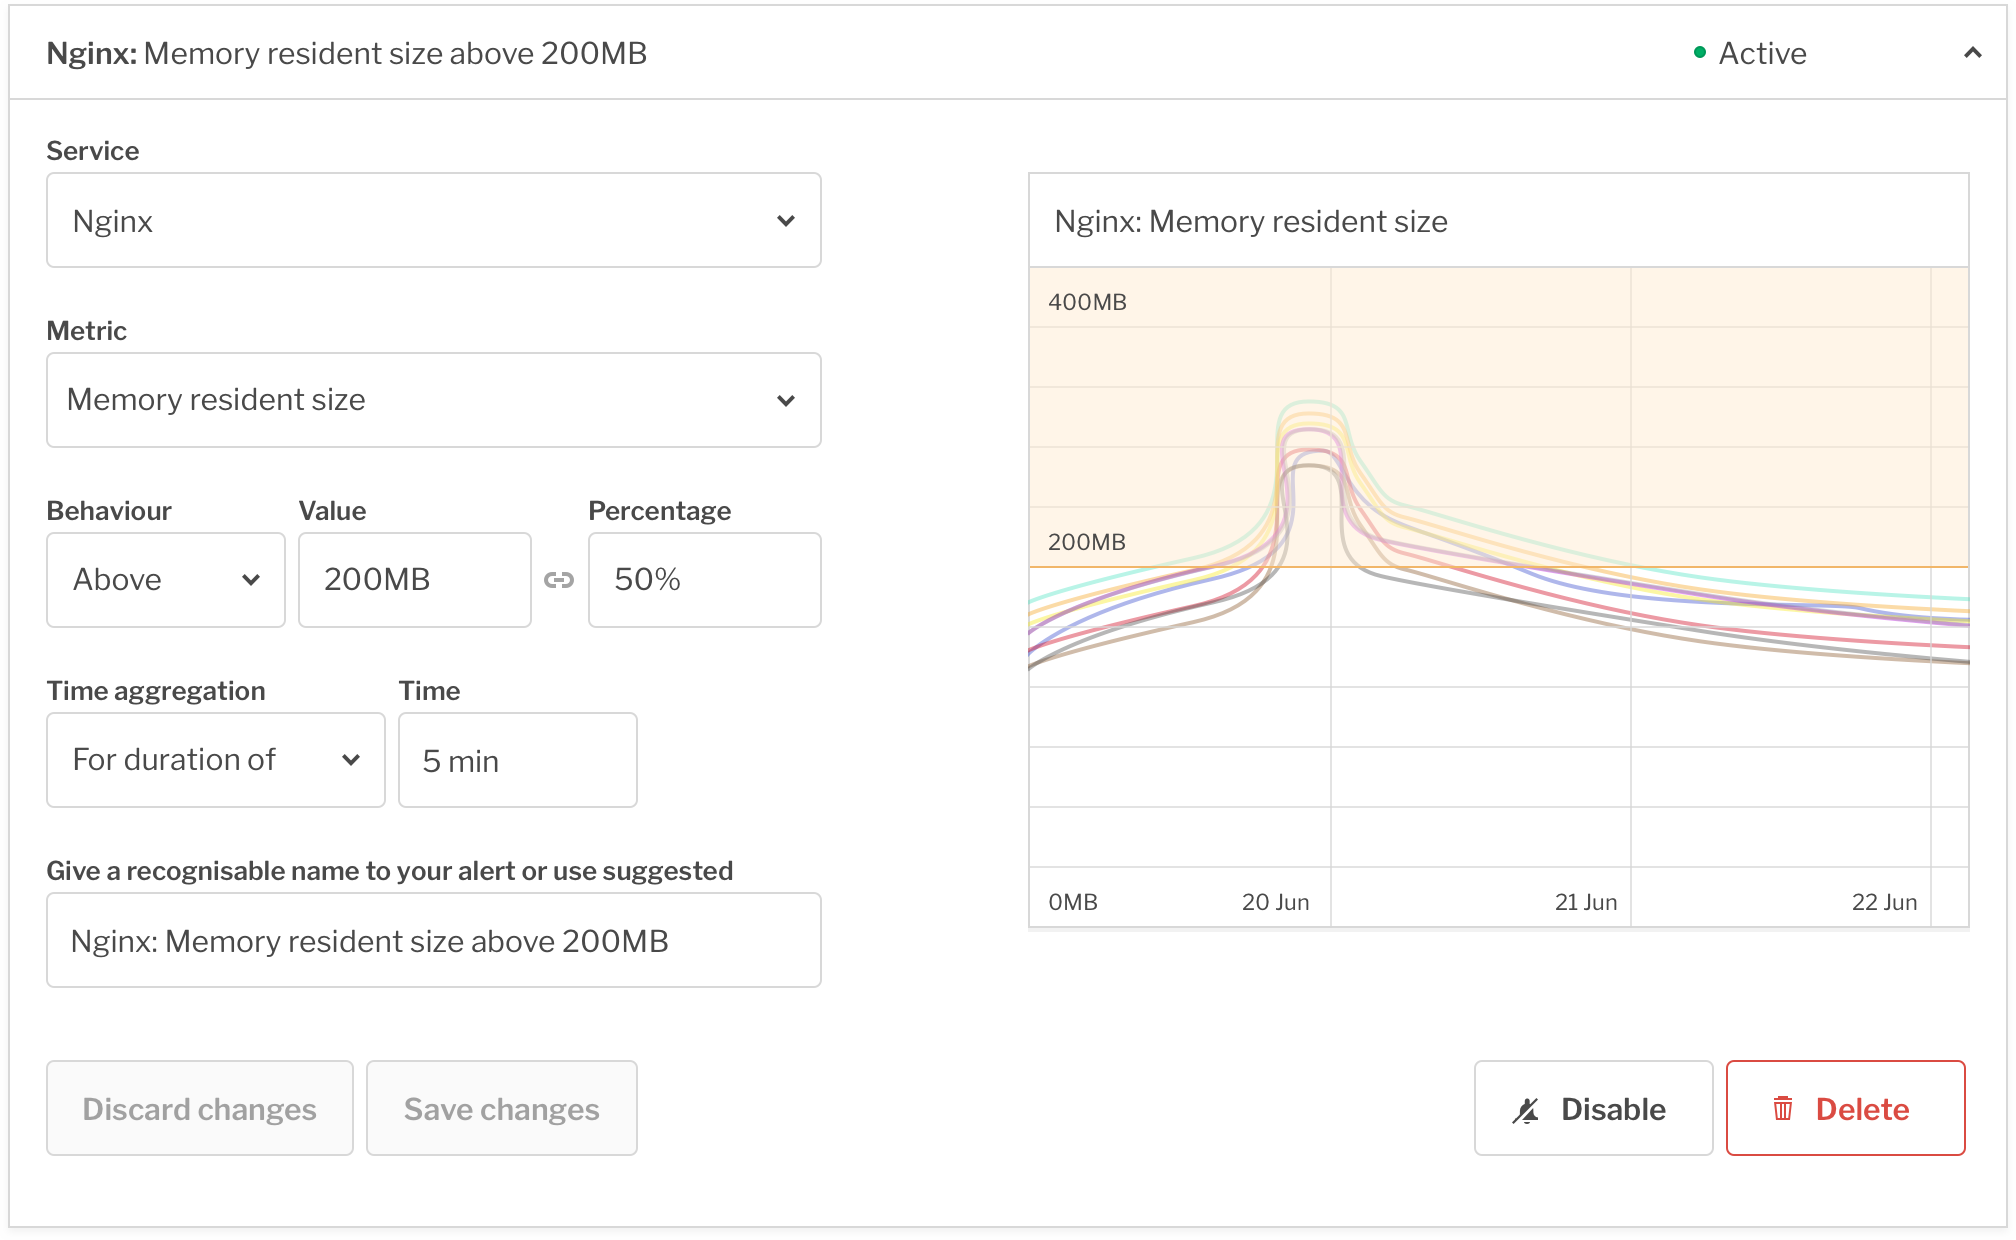 Nginx: Memory resident size above 200MB
Active
Service
Nginx
Metric
Memory resident size
Behaviour
Value
Percentage
Above
200MB
50%
Time aggregation
Time
For duration of
5 min
Give a recognisable name to your alert or use suggested
Nginx: Memory resident size above 200MB
Nginx: Memory resident size
400MB
200MB
0MB
20 Jun
21 Jun
22 Jun
Discard changes
Save changes
Disable
Delete